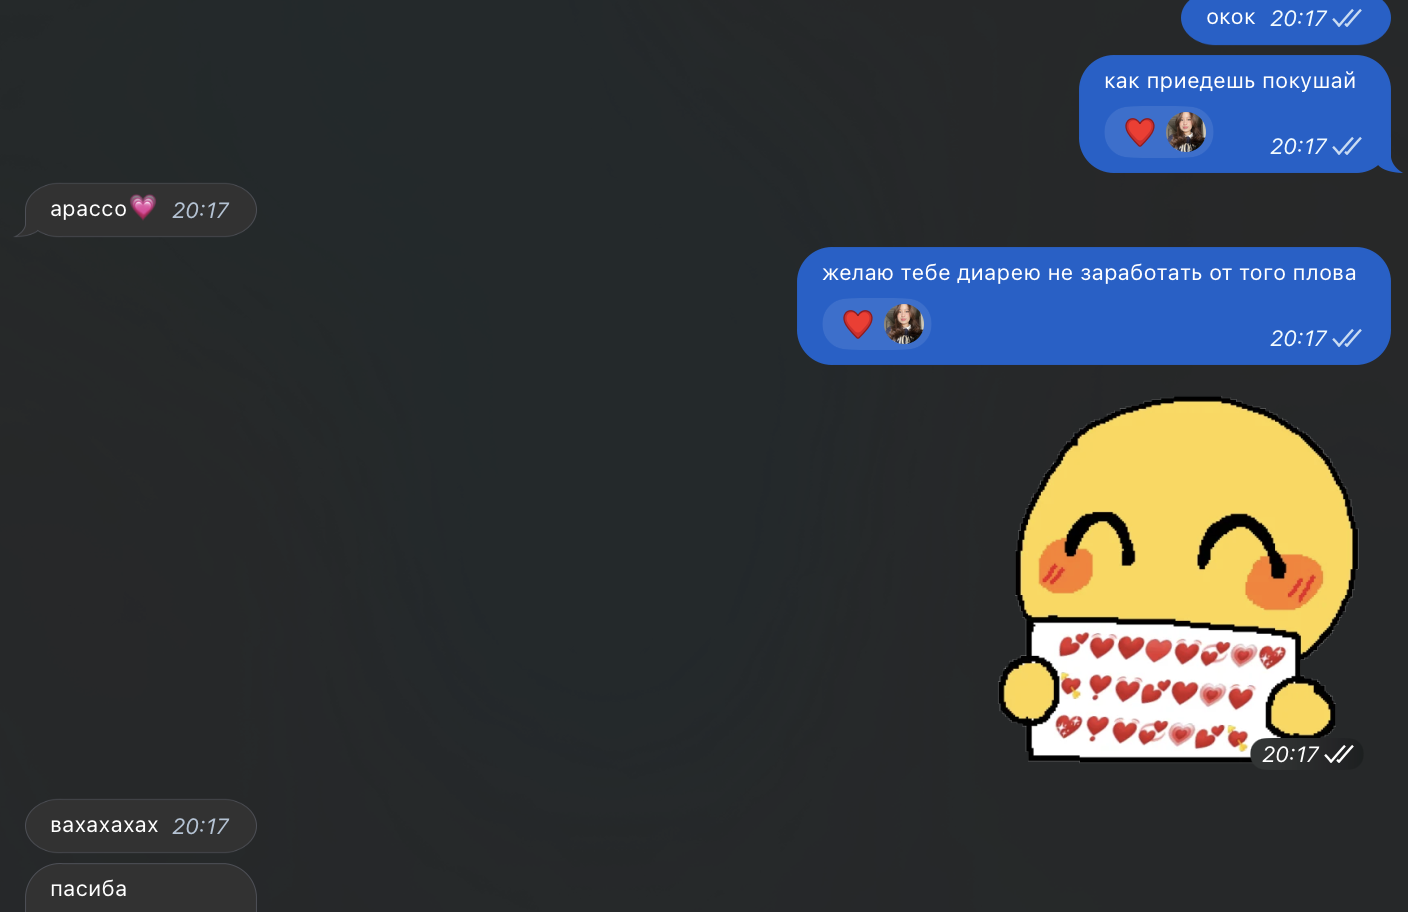 окок 20:17
как приедешь покушай
❤️ 20:17
арассо💗 20:17
желаю тебе диарею не заработать от того плова
❤️ 20:17
20:17
вахахахах 20:17
пасиба